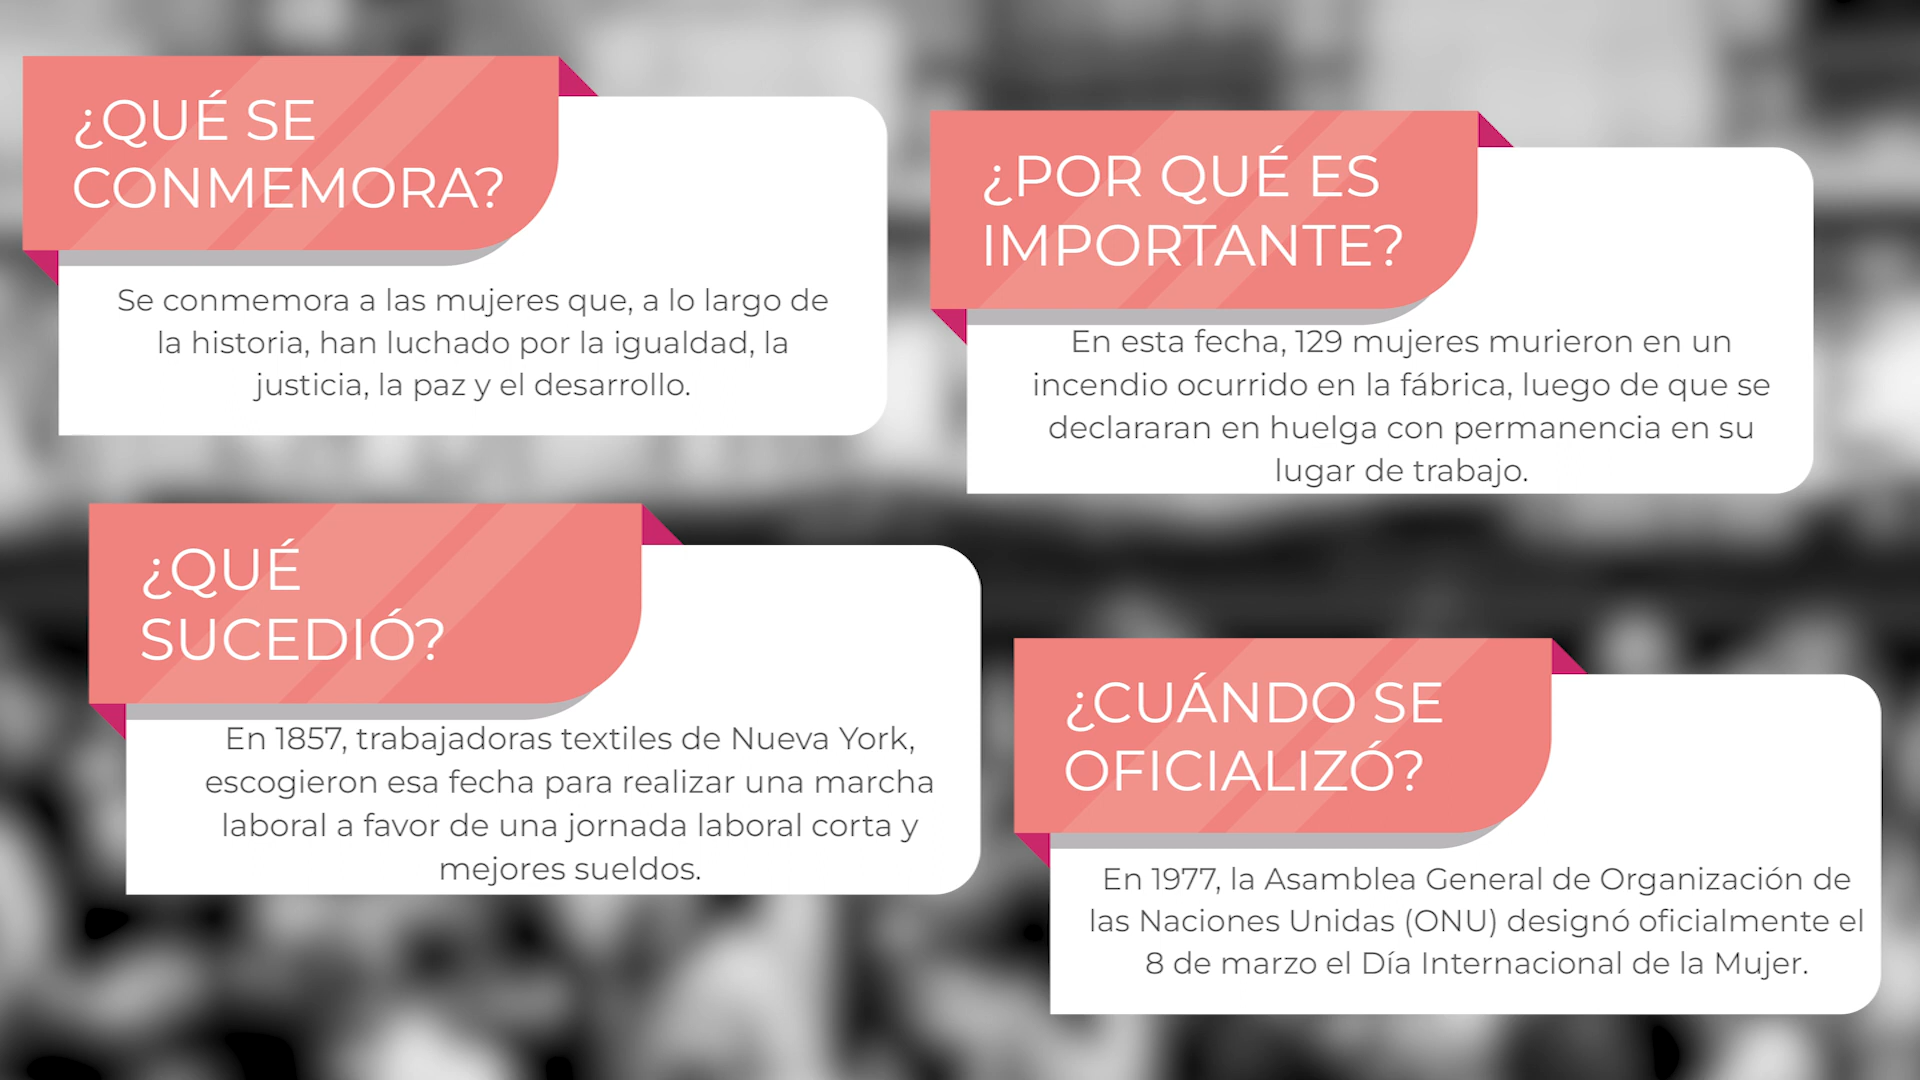 ¿QUÉ SE
CONMEMORA?
Se conmemora a las mujeres que, a lo largo de
la historia, han luchado por la igualdad, la
justicia, la paz y el desarrollo.
¿POR QUÉ ES
IMPORTANTE?
En esta fecha, 129 mujeres murieron en un
incendio ocurrido en la fábrica, luego de que se
declararan en huelga con permanencia en su
lugar de trabajo.
¿QUÉ
SUCEDIÓ?
En 1857, trabajadoras textiles de Nueva York,
escogieron esa fecha para realizar una marcha
laboral a favor de una jornada laboral corta y
mejores sueldos.
¿CUÁNDO SE
OFICIALIZÓ?
En 1977, la Asamblea General de Organización de
las Naciones Unidas (ONU) designó oficialmente el
8 de marzo el Día Internacional de la Mujer.